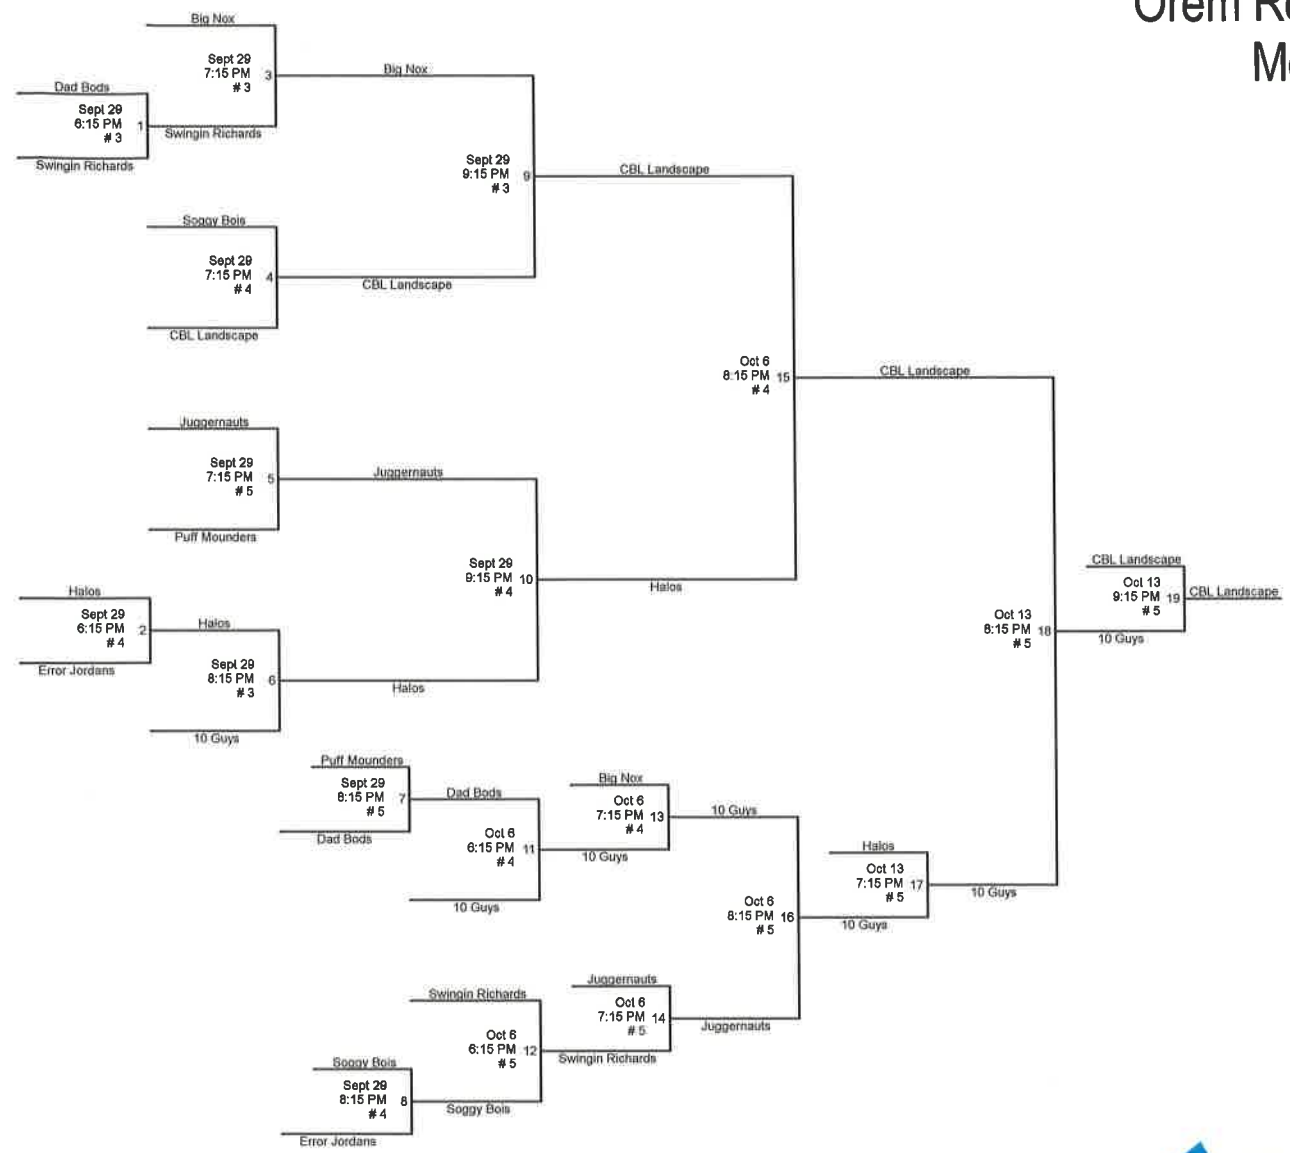 Orem
Big Nox
Sept 29
7:15 PM 3
# 3
Big Nox
Dad Bods
Sept 29
6:15 PM 1
# 3
Swingin Richards
Swingin Richards
Sept 29
9:15 PM 9
# 3
CBL Landscape
Soggy Bois
Sept 29
7:15 PM 4
# 4
CBL Landscape
CBL Landscape
Oct 6
8:15 PM 15
# 4
CBL Landscape
Juggernauts
Sept 29
7:15 PM 5
# 5
Juggernauts
Puff Mounders
Sept 29
9:15 PM 10
# 4
Halos
Halos
Sept 29
6:15 PM 2
# 4
Halos
Error Jordans
Sept 29
8:15 PM 6
# 3
Halos
10 Guys
CBL Landscape
Oct 13
9:15 PM 19
# 5
CBL Landscape
Oct 13
8:15 PM 18
# 5
10 Guys
Puff Mounders
Sept 29
8:15 PM 7
# 5
Dad Bods
Dad Bods
Oct 6
6:15 PM 11
# 4
10 Guys
Big Nox
Oct 6
7:15 PM 13
# 4
10 Guys
10 Guys
Oct 6
8:15 PM 16
# 5
Halos
Oct 13
7:15 PM 17
# 5
10 Guys
10 Guys
Swingin Richards
Oct 6
6:15 PM 12
# 5
Juggernauts
Oct 6
7:15 PM 14
# 5
Juggernauts
Swingin Richards
Soggy Bois
Sept 29
8:15 PM 8
# 4
Soggy Bois
Error Jordans